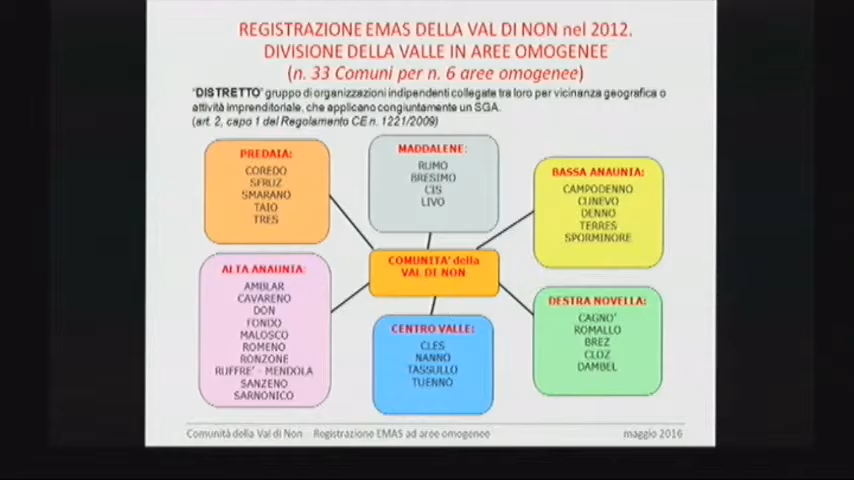 REGISTRAZIONE EMAS DELLA VAL DI NON nel 2012.
DIVISIONE DELLA VALLE IN AREE OMOGENEE
(n. 33 Comuni per n. 6 aree omogenee)
"DISTRETTO" gruppo di organizzazioni indipendenti collegate tra loro per vicinanza geografica o
attività imprenditoriale, che applicano congiuntamente un SGA.
(art. 2, capo 1 del Regolamento CE n. 1221/2009)
PREDAIA:
COREDO
SFRUZ
SMARANO
TAIO
TRES
MADDALENE:
RUMO
BRESIMO
CIS
LIVO
BASSA ANAUNIA:
CAMPODENNO
CUNEVO
DENNO
TERRES
SPORMINORE
COMUNITA' della
VAL DI NON
ALTA ANAUNIA:
AMBLAR
CAVARENO
DON
FONDO
MALOSCO
ROMENO
RONZONE
RUFFRE' - MENDOLA
SANZENO
SARNONICO
CENTRO VALLE:
CLES
NANNO
TASSULLO
TUENNO
DESTRA NOVELLA:
CAGNO'
ROMALLO
BREZ
CLOZ
DAMBEL
Comunità della Val di Non Registrazione EMAS ad aree omogenee maggio 2016